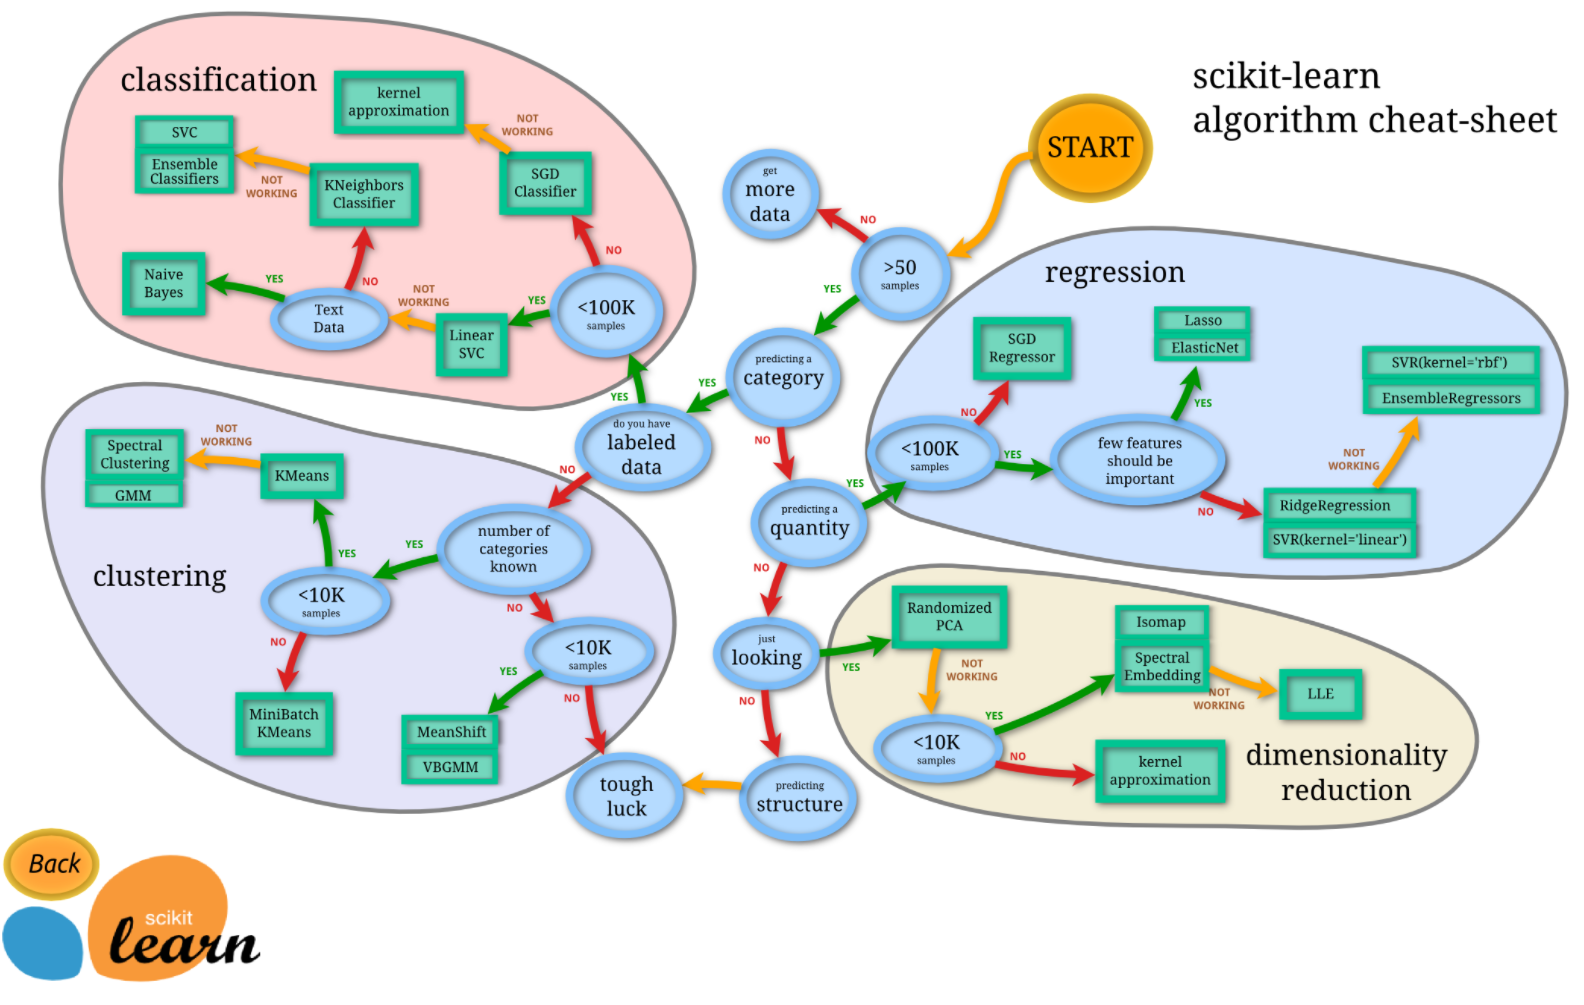 scikit-learn
algorithm cheat-sheet
START
get
more
data
NO
>50
samples
YES
predicting a
category
YES
NO
do you have
labeled
data
YES
NO
predicting a
quantity
YES
NO
just
looking
YES
NO
predicting
structure
tough
luck
classification
kernel
approximation
NOT
WORKING
SGD
Classifier
NO
<100K
samples
YES
Linear
SVC
NOT
WORKING
Text
Data
YES
Naive
Bayes
NO
KNeighbors
Classifier
NOT
WORKING
SVC
Ensemble
Classifiers
clustering
number of
categories
known
YES
NO
<10K
samples
YES
KMeans
NOT
WORKING
Spectral
Clustering
GMM
NO
MiniBatch
KMeans
<10K
samples
YES
MeanShift
VBGMM
NO
regression
<100K
samples
NO
SGD
Regressor
YES
few features
should be
important
YES
Lasso
ElasticNet
NO
RidgeRegression
SVR(kernel='linear')
NOT
WORKING
SVR(kernel='rbf')
EnsembleRegressors
dimensionality
reduction
Randomized
PCA
NOT
WORKING
<10K
samples
YES
Isomap
Spectral
Embedding
NOT
WORKING
LLE
NO
kernel
approximation
Back
scikit
learn